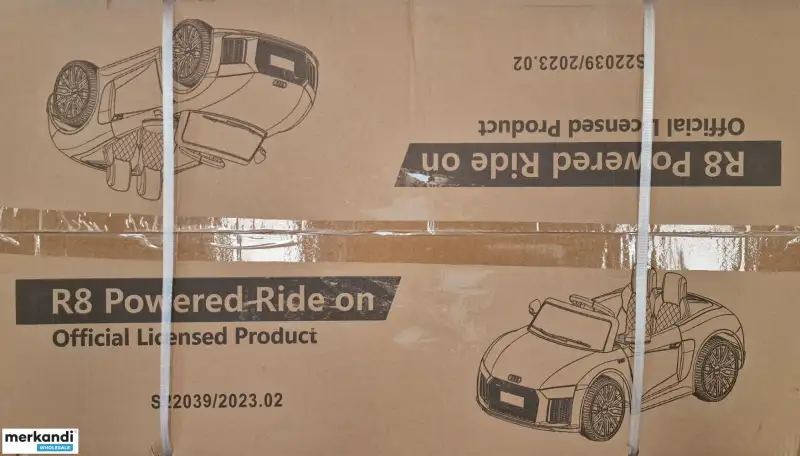 S22039/2023.02
Official Licensed Product
R8 Powered Ride on
R8 Powered Ride on
Official Licensed Product
S22039/2023.02
merkandi
WHOLESALE